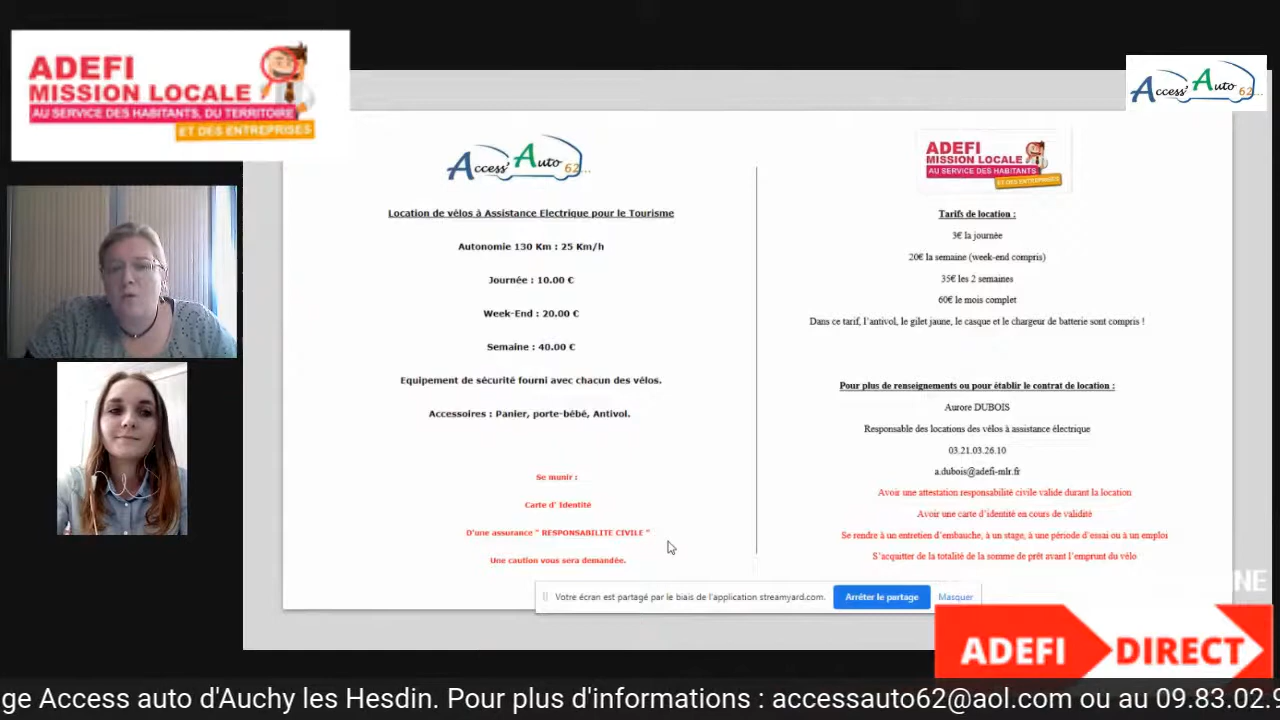 ADEFI
MISSION LOCALE
AU SERVICE DES HABITANTS, DU TERRITOIRE
ET DES ENTREPRISES
Access' Auto 62...
Access' Auto 62...
Location de vélos à Assistance Electrique pour le Tourisme
Autonomie 130 Km : 25 Km/h
Journée : 10.00 €
Week-End : 20.00 €
Semaine : 40.00 €
Equipement de sécurité fourni avec chacun des vélos.
Accessoires : Panier, porte-bébé, Antivol.
Se munir :
Carte d' Identité
D'une assurance " RESPONSABILITE CIVILE "
Une caution vous sera demandée.
ADEFI
MISSION LOCALE
AU SERVICE DES HABITANTS
ET DES ENTREPRISES
Tarifs de location :
3€ la journée
20€ la semaine (week-end compris)
35€ les 2 semaines
60€ le mois complet
Dans ce tarif, l'antivol, le gilet jaune, le casque et le chargeur de batterie sont compris !
Pour plus de renseignements ou pour établir le contrat de location :
Aurore DUBOIS
Responsable des locations des vélos à assistance électrique
03.21.03.26.10
a.dubois@adefi-mlr.fr
Avoir une attestation responsabilité civile valide durant la location
Avoir une carte d'identité en cours de validité
Se rendre à un entretien d'embauche, à un stage, à une période d'essai ou à un emploi
S'acquitter de la totalité de la somme de prêt avant l'emprunt du vélo
Votre écran est partagé par le biais de l'application streamyard.com.
Arrêter le partage
Masquer
NE
ADEFI DIRECT
ge Access auto d'Auchy les Hesdin. Pour plus d'informations : accessauto62@aol.com ou au 09.83.02.9